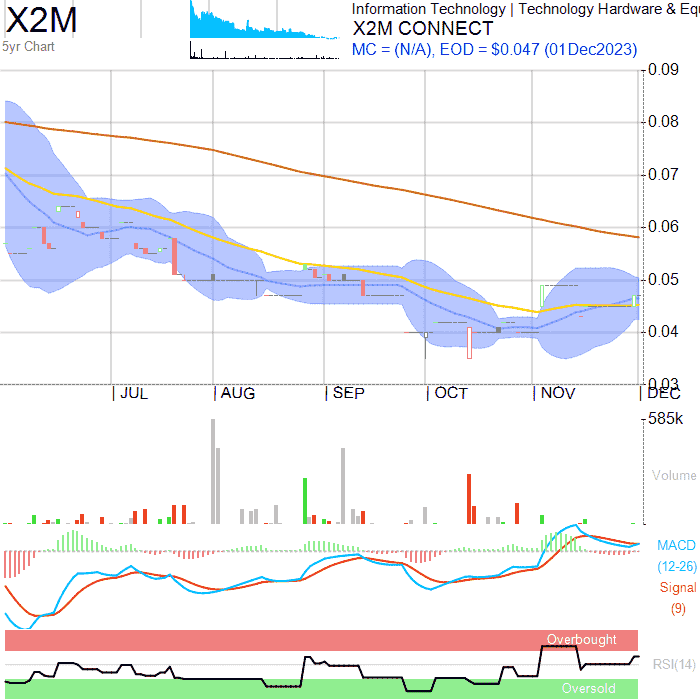 X2M
5yr Chart
Information Technology | Technology Hardware &
X2M CONNECT
MC = (N/A), EOD = $0.047 (01Dec2023)
0.09
0.08
0.07
0.06
0.05
0.04
0.03
JUL
AUG
SEP
OCT
NOV
DEC
585k
Volume
MACD
(12-26)
Signal
(9)
Overbought
RSI(14)
Oversold